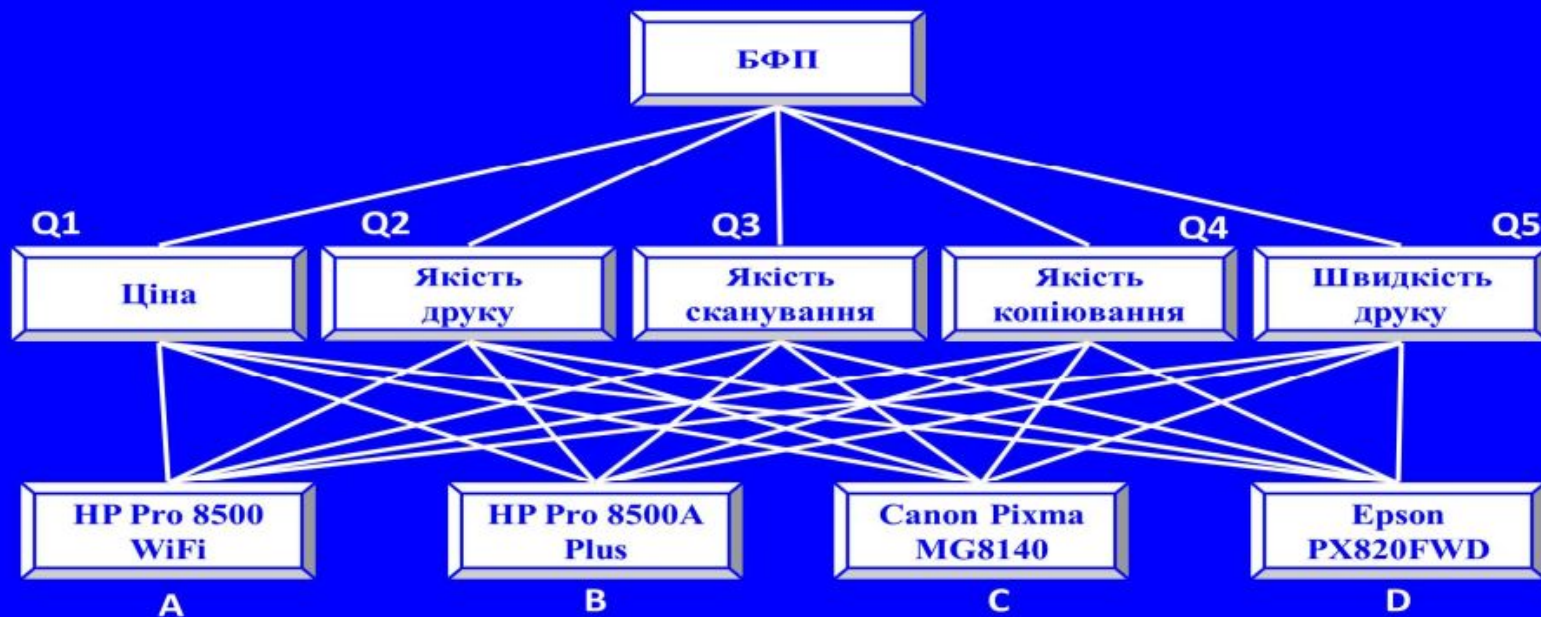 БФП
Q1
Q2
Q3
Q4
Q5
Ціна
Якість
друку
Якість
сканування
Якість
копіювання
Швидкість
друку
HP Pro 8500
WiFi
HP Pro 8500A
Plus
Canon Pixma
MG8140
Epson
PX820FWD
A
B
C
D